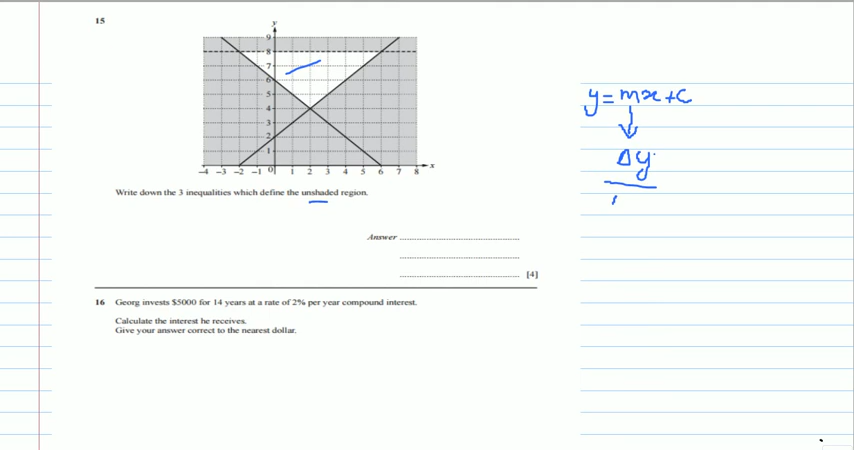 15
y
9
8
7
6
5
4
3
2
1
-4 -3 -2 -1 0 1 2 3 4 5 6 7 8 x
Write down the 3 inequalities which define the unshaded region.
Answer ........................................
........................................
........................................ [4]
16 Georg invests $5000 for 14 years at a rate of 2% per year compound interest.
Calculate the interest he receives.
Give your answer correct to the nearest dollar.
y = mx + c
Δy